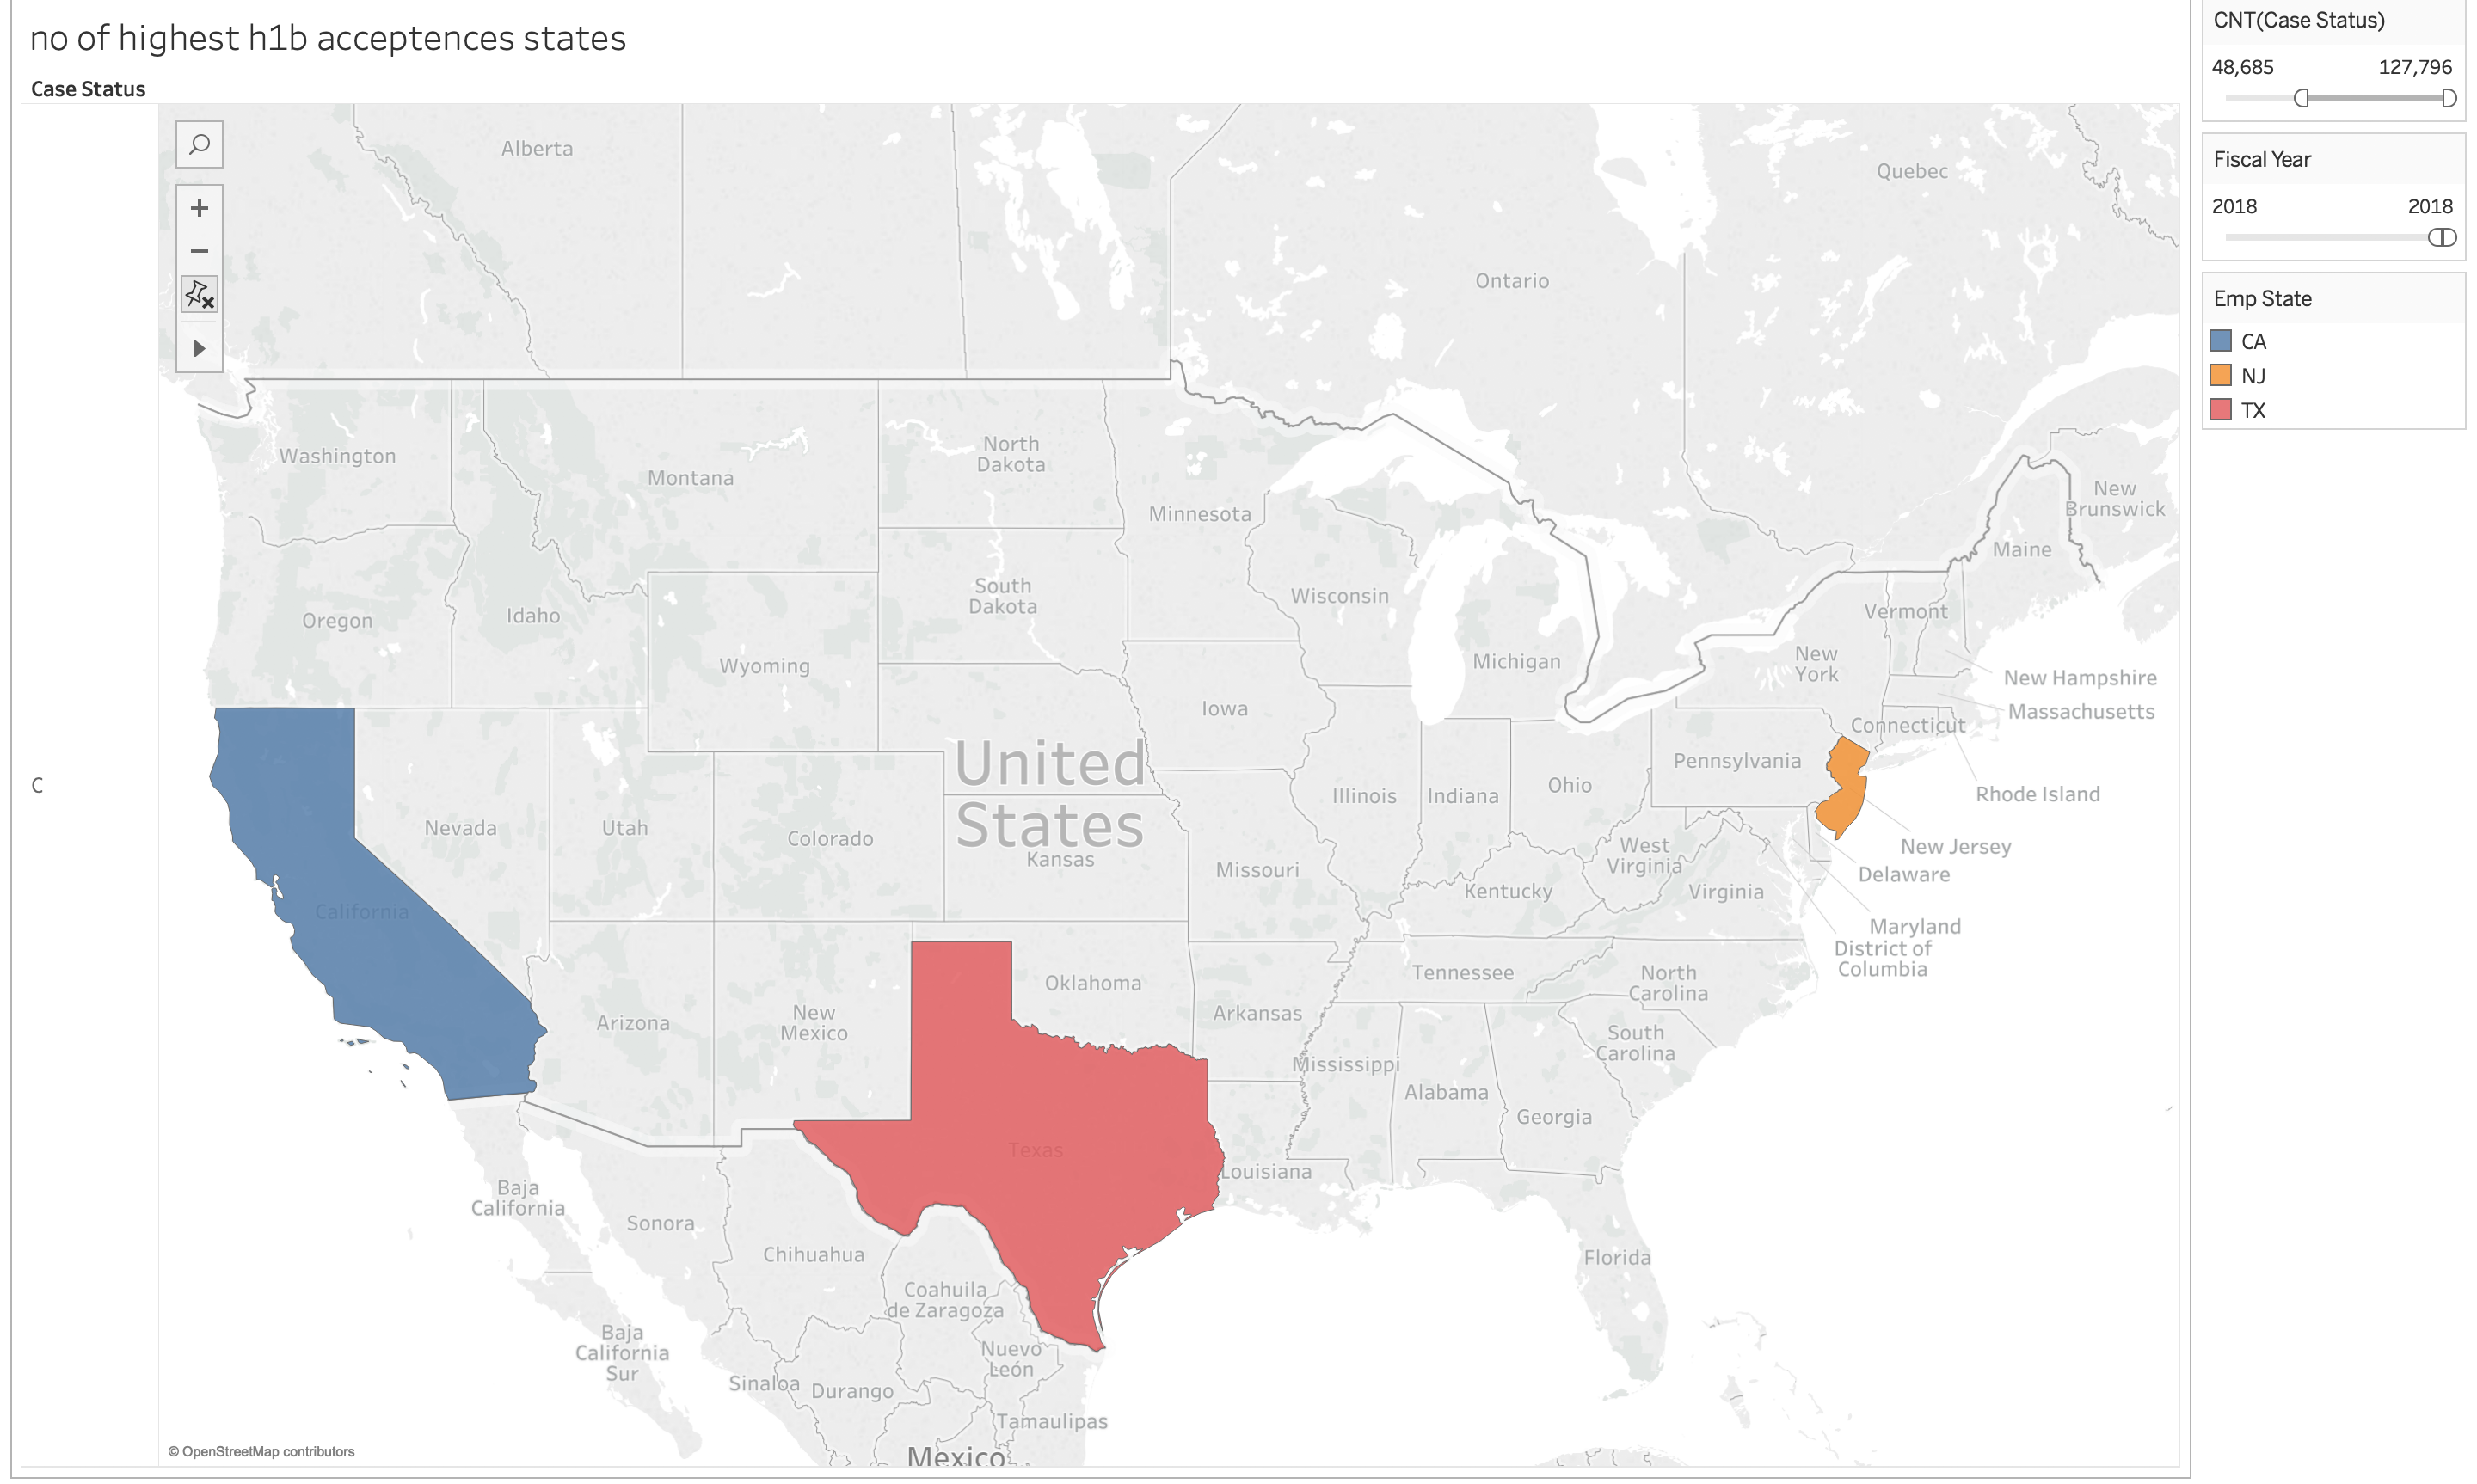 no of highest h1b acceptences states
Case Status
Alberta
Quebec
Ontario
Washington
Montana
North
Dakota
Minnesota
New
Brunswick
Maine
Oregon
Idaho
South
Dakota
Wisconsin
Vermont
Wyoming
Michigan
New
York
New Hampshire
Massachusetts
Iowa
Connecticut
United
States
Pennsylvania
Rhode Island
C
Nevada
Utah
Colorado
Kansas
Illinois
Indiana
Ohio
New Jersey
Delaware
Missouri
West
Virginia
Kentucky
Virginia
California
Maryland
District of
Columbia
Oklahoma
Tennessee
North
Carolina
Arizona
New
Mexico
Arkansas
South
Carolina
Mississippi
Alabama
Georgia
Texas
Louisiana
Baja
California
Sonora
Chihuahua
Florida
Coahuila
de Zaragoza
Baja
California
Sur
Nuevo
León
Sinaloa
Durango
Tamaulipas
Mexico
© OpenStreetMap contributors
CNT(Case Status)
48,685 127,796
Fiscal Year
2018 2018
Emp State
CA
NJ
TX